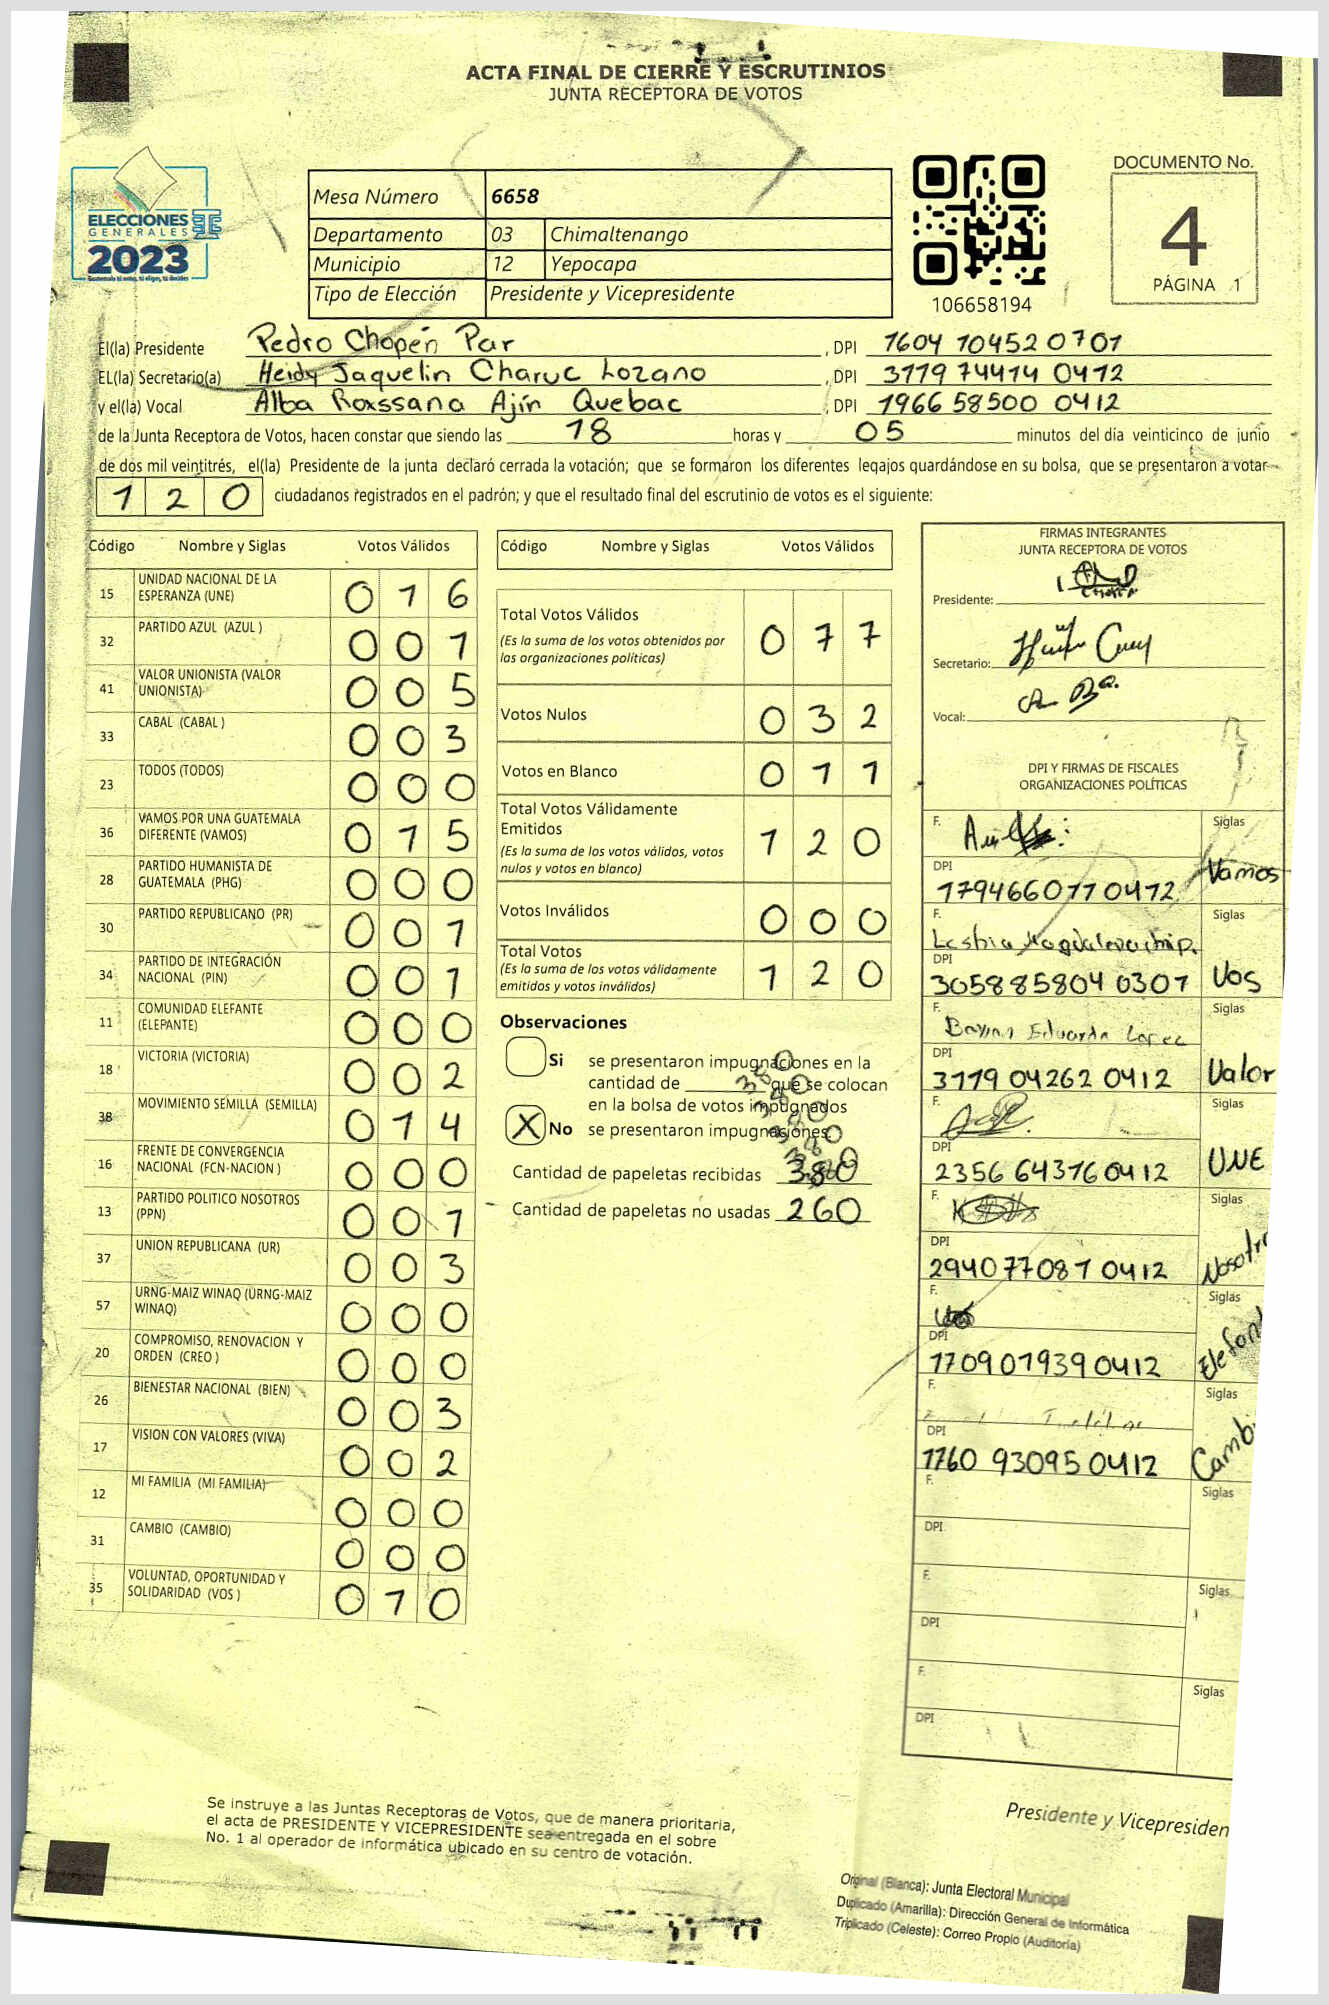 ACTA FINAL DE CIERRE Y ESCRUTINIOS
JUNTA RECEPTORA DE VOTOS
ELECCIONES
GENERALES
2023
Mesa Número 6658
Departamento 03 Chimaltenango
Municipio 12 Yepocapa
Tipo de Elección Presidente y Vicepresidente
106658194
DOCUMENTO No.
4
PÁGINA 1
El(la) Presidente Pedro Chopén Par , DPI 1604 10452 0701
EL(la) Secretario(a) Heidy Jaquelin Charuc Lozano , DPI 3119 74414 0412
y el(la) Vocal Alba Roxssana Ajín Quebac , DPI 1966 58500 0412
de la Junta Receptora de Votos, hacen constar que siendo las 18 horas y 05 minutos del día veinticinco de junio
de dos mil veintitrés, el(la) Presidente de la junta declaró cerrada la votación; que se formaron los diferentes legajos guardándose en su bolsa, que se presentaron a votar
1 2 0 ciudadanos registrados en el padrón; y que el resultado final del escrutinio de votos es el siguiente:
Código Nombre y Siglas Votos Válidos
15 UNIDAD NACIONAL DE LA ESPERANZA (UNE) 0 1 6
32 PARTIDO AZUL (AZUL ) 0 0 1
41 VALOR UNIONISTA (VALOR UNIONISTA) 0 0 5
33 CABAL (CABAL ) 0 0 3
23 TODOS (TODOS) 0 0 0
36 VAMOS POR UNA GUATEMALA DIFERENTE (VAMOS) 0 1 5
28 PARTIDO HUMANISTA DE GUATEMALA (PHG) 0 0 0
30 PARTIDO REPUBLICANO (PR) 0 0 1
34 PARTIDO DE INTEGRACIÓN NACIONAL (PIN) 0 0 1
11 COMUNIDAD ELEFANTE (ELEPANTE) 0 0 0
18 VICTORIA (VICTORIA) 0 0 2
38 MOVIMIENTO SEMILLA (SEMILLA) 0 1 4
16 FRENTE DE CONVERGENCIA NACIONAL (FCN-NACION ) 0 0 0
13 PARTIDO POLITICO NOSOTROS (PPN) 0 0 1
37 UNION REPUBLICANA (UR) 0 0 3
57 URNG-MAIZ WINAQ (URNG-MAIZ WINAQ) 0 0 0
20 COMPROMISO, RENOVACION Y ORDEN (CREO ) 0 0 0
26 BIENESTAR NACIONAL (BIEN) 0 0 3
17 VISION CON VALORES (VIVA) 0 0 2
12 MI FAMILIA (MI FAMILIA) 0 0 0
31 CAMBIO (CAMBIO) 0 0 0
35 VOLUNTAD, OPORTUNIDAD Y SOLIDARIDAD (VOS ) 0 1 0
Código Nombre y Siglas Votos Válidos
Total Votos Válidos 0 7 7
(Es la suma de los votos obtenidos por
las organizaciones políticas)
Votos Nulos 0 3 2
Votos en Blanco 0 1 1
Total Votos Válidamente
Emitidos 1 2 0
(Es la suma de los votos válidos, votos
nulos y votos en blanco)
Votos Inválidos 0 0 0
Total Votos 1 2 0
(Es la suma de los votos válidamente
emitidos y votos inválidos)
Observaciones
Si se presentaron impugnaciones en la
cantidad de que se colocan
en la bolsa de votos impugnados
X No se presentaron impugnaciones
Cantidad de papeletas recibidas 380
Cantidad de papeletas no usadas 260
FIRMAS INTEGRANTES
JUNTA RECEPTORA DE VOTOS
Presidente:
Secretario:
Vocal:
DPI Y FIRMAS DE FISCALES
ORGANIZACIONES POLÍTICAS
F. Siglas
DPI
1794660110412 Vamos
F. Siglas
DPI
305885804 0307 Vos
F. Eduardo Siglas
DPI
3119 04262 0412 Valor
F. Siglas
DPI
2356 64316 0412 UNE
F. Siglas
DPI
2940 77081 0412 Nosotr
F. Siglas
DPI
1709019390412 Elefan
F. Siglas
DPI
1760 93095 0412 Cambi
F. Siglas
DPI
F. Siglas
DPI
F. Siglas
DPI
Presidente y Vicepresiden
Se instruye a las Juntas Receptoras de Votos, que de manera prioritaria,
el acta de PRESIDENTE Y VICEPRESIDENTE sea entregada en el sobre
No. 1 al operador de informática ubicado en su centro de votación.
Original (Blanca): Junta Electoral Municipal
Duplicado (Amarilla): Dirección General de Informática
Triplicado (Celeste): Correo Propio (Auditoría)